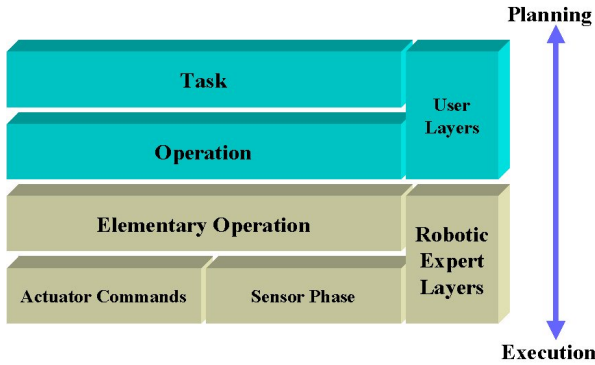 Planning
Task
User
Layers
Operation
Elementary Operation
Robotic
Expert
Layers
Actuator Commands
Sensor Phase
Execution